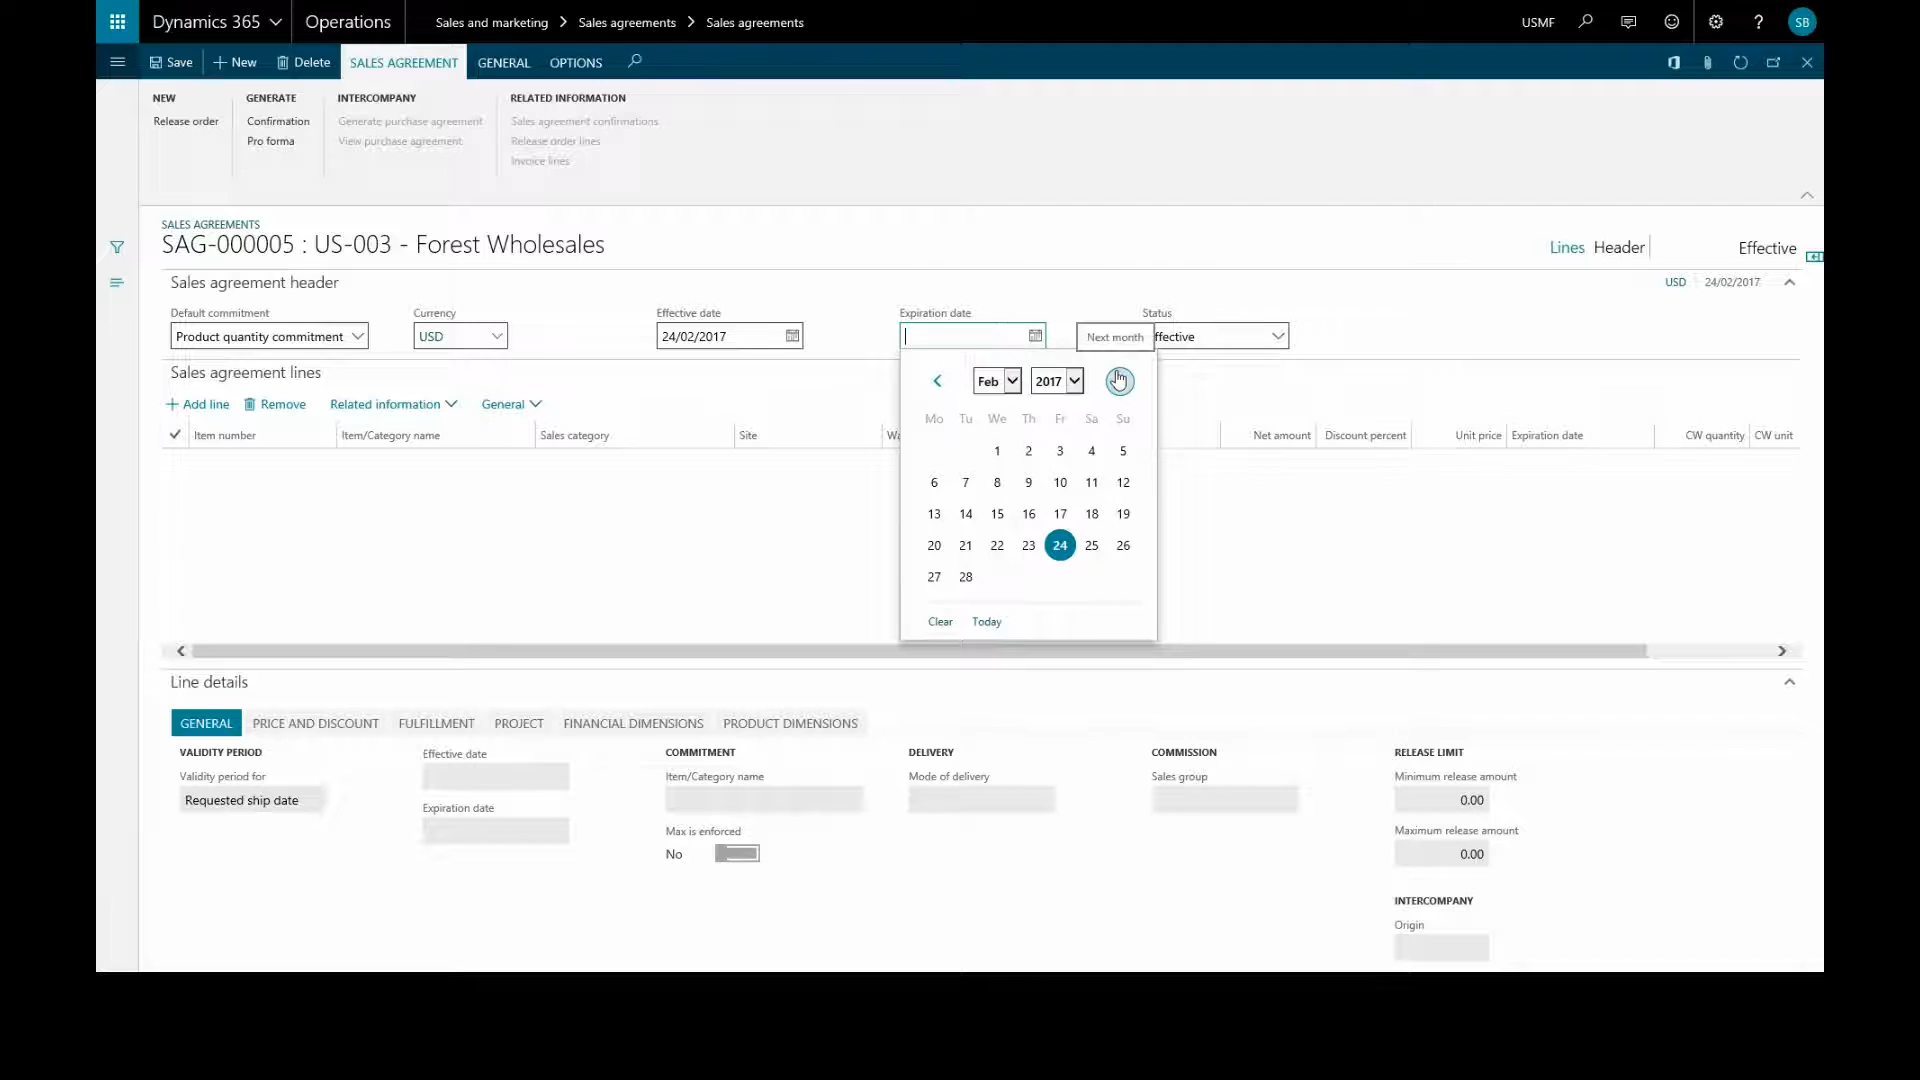 Dynamics 365 Operations Sales and marketing Sales agreements Sales agreements USMF SB
Save New Delete SALES AGREEMENT GENERAL OPTIONS
NEW GENERATE INTERCOMPANY RELATED INFORMATION
Release order Confirmation Generate purchase agreement Sales agreement confirmations
Pro forma View purchase agreement Release order lines
Invoice lines
SALES AGREEMENTS
SAG-000005 : US-003 - Forest Wholesales Lines Header Effective
Sales agreement header USD 24/02/2017
Default commitment Currency Effective date Expiration date Status
Product quantity commitment USD 24/02/2017 Next month ffective
Sales agreement lines
Feb 2017
Add line Remove Related information General
Mo Tu We Th Fr Sa Su
Item number Item/Category name Sales category Site Wa Net amount Discount percent Unit price Expiration date CW quantity CW unit
1 2 3 4 5
6 7 8 9 10 11 12
13 14 15 16 17 18 19
20 21 22 23 24 25 26
27 28
Clear Today
Line details
GENERAL PRICE AND DISCOUNT FULFILLMENT PROJECT FINANCIAL DIMENSIONS PRODUCT DIMENSIONS
VALIDITY PERIOD Effective date COMMITMENT DELIVERY COMMISSION RELEASE LIMIT
Validity period for Item/Category name Mode of delivery Sales group Minimum release amount
Requested ship date 0.00
Expiration date
Max is enforced Maximum release amount
No 0.00
INTERCOMPANY
Origin